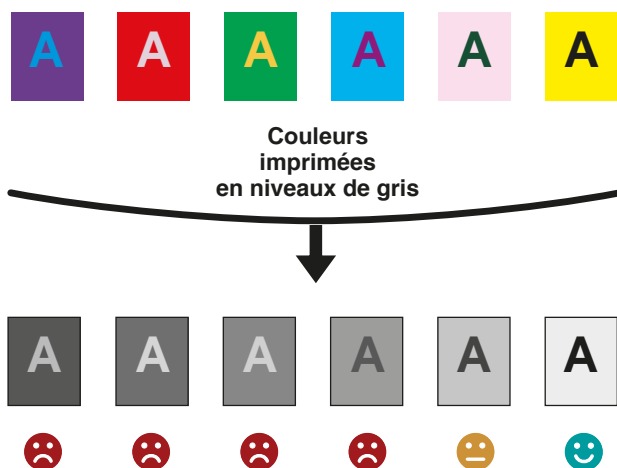 A A A A A A
Couleurs
imprimées
en niveaux de gris
A A A A A A